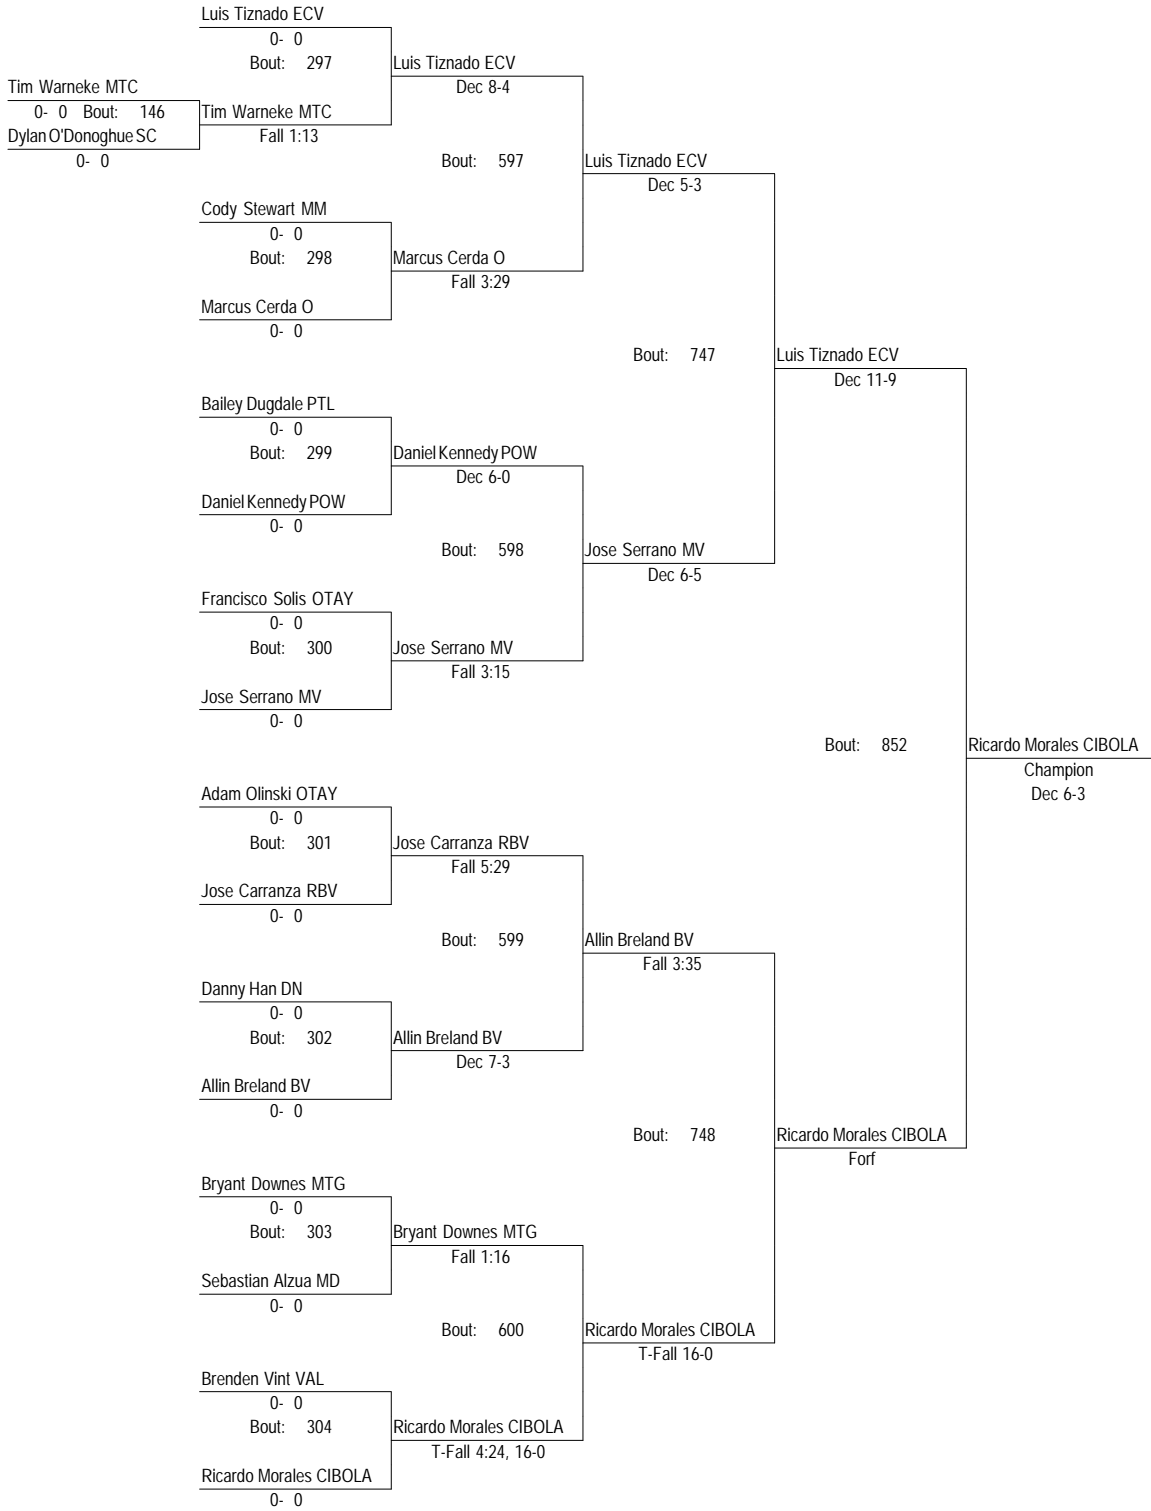 Luis Tiznado ECV
0- 0
Bout: 297
Luis Tiznado ECV
Dec 8-4
Tim Warneke MTC
0- 0 Bout: 146
Tim Warneke MTC
Fall 1:13
Dylan O'Donoghue SC
0- 0
Bout: 597
Luis Tiznado ECV
Dec 5-3
Cody Stewart MM
0- 0
Bout: 298
Marcus Cerda O
Fall 3:29
Marcus Cerda O
0- 0
Bout: 747
Luis Tiznado ECV
Dec 11-9
Bailey Dugdale PTL
0- 0
Bout: 299
Daniel Kennedy POW
Dec 6-0
Daniel Kennedy POW
0- 0
Bout: 598
Jose Serrano MV
Dec 6-5
Francisco Solis OTAY
0- 0
Bout: 300
Jose Serrano MV
Fall 3:15
Jose Serrano MV
0- 0
Bout: 852
Ricardo Morales CIBOLA
Champion
Dec 6-3
Adam Olinski OTAY
0- 0
Bout: 301
Jose Carranza RBV
Fall 5:29
Jose Carranza RBV
0- 0
Bout: 599
Allin Breland BV
Fall 3:35
Danny Han DN
0- 0
Bout: 302
Allin Breland BV
Dec 7-3
Allin Breland BV
0- 0
Bout: 748
Ricardo Morales CIBOLA
Forf
Bryant Downes MTG
0- 0
Bout: 303
Bryant Downes MTG
Fall 1:16
Sebastian Alzua MD
0- 0
Bout: 600
Ricardo Morales CIBOLA
T-Fall 16-0
Brenden Vint VAL
0- 0
Bout: 304
Ricardo Morales CIBOLA
T-Fall 4:24, 16-0
Ricardo Morales CIBOLA
0- 0